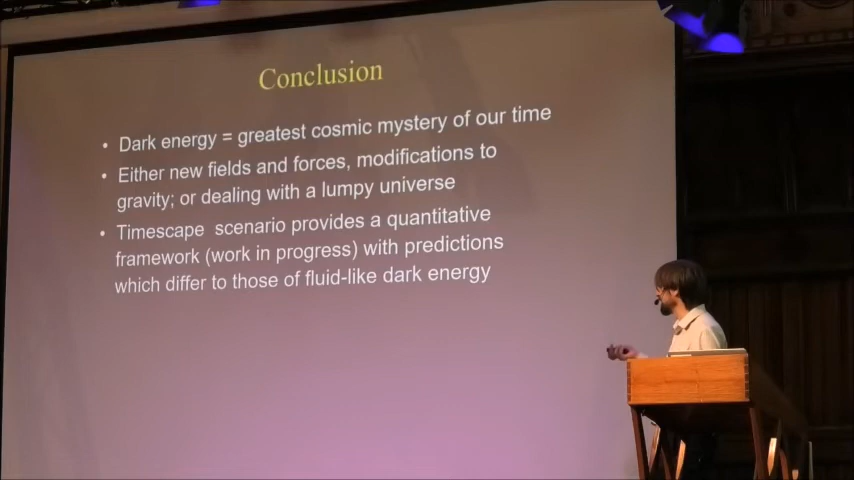 Conclusion
• Dark energy = greatest cosmic mystery of our time
• Either new fields and forces, modifications to
gravity; or dealing with a lumpy universe
• Timescape scenario provides a quantitative
framework (work in progress) with predictions
which differ to those of fluid-like dark energy